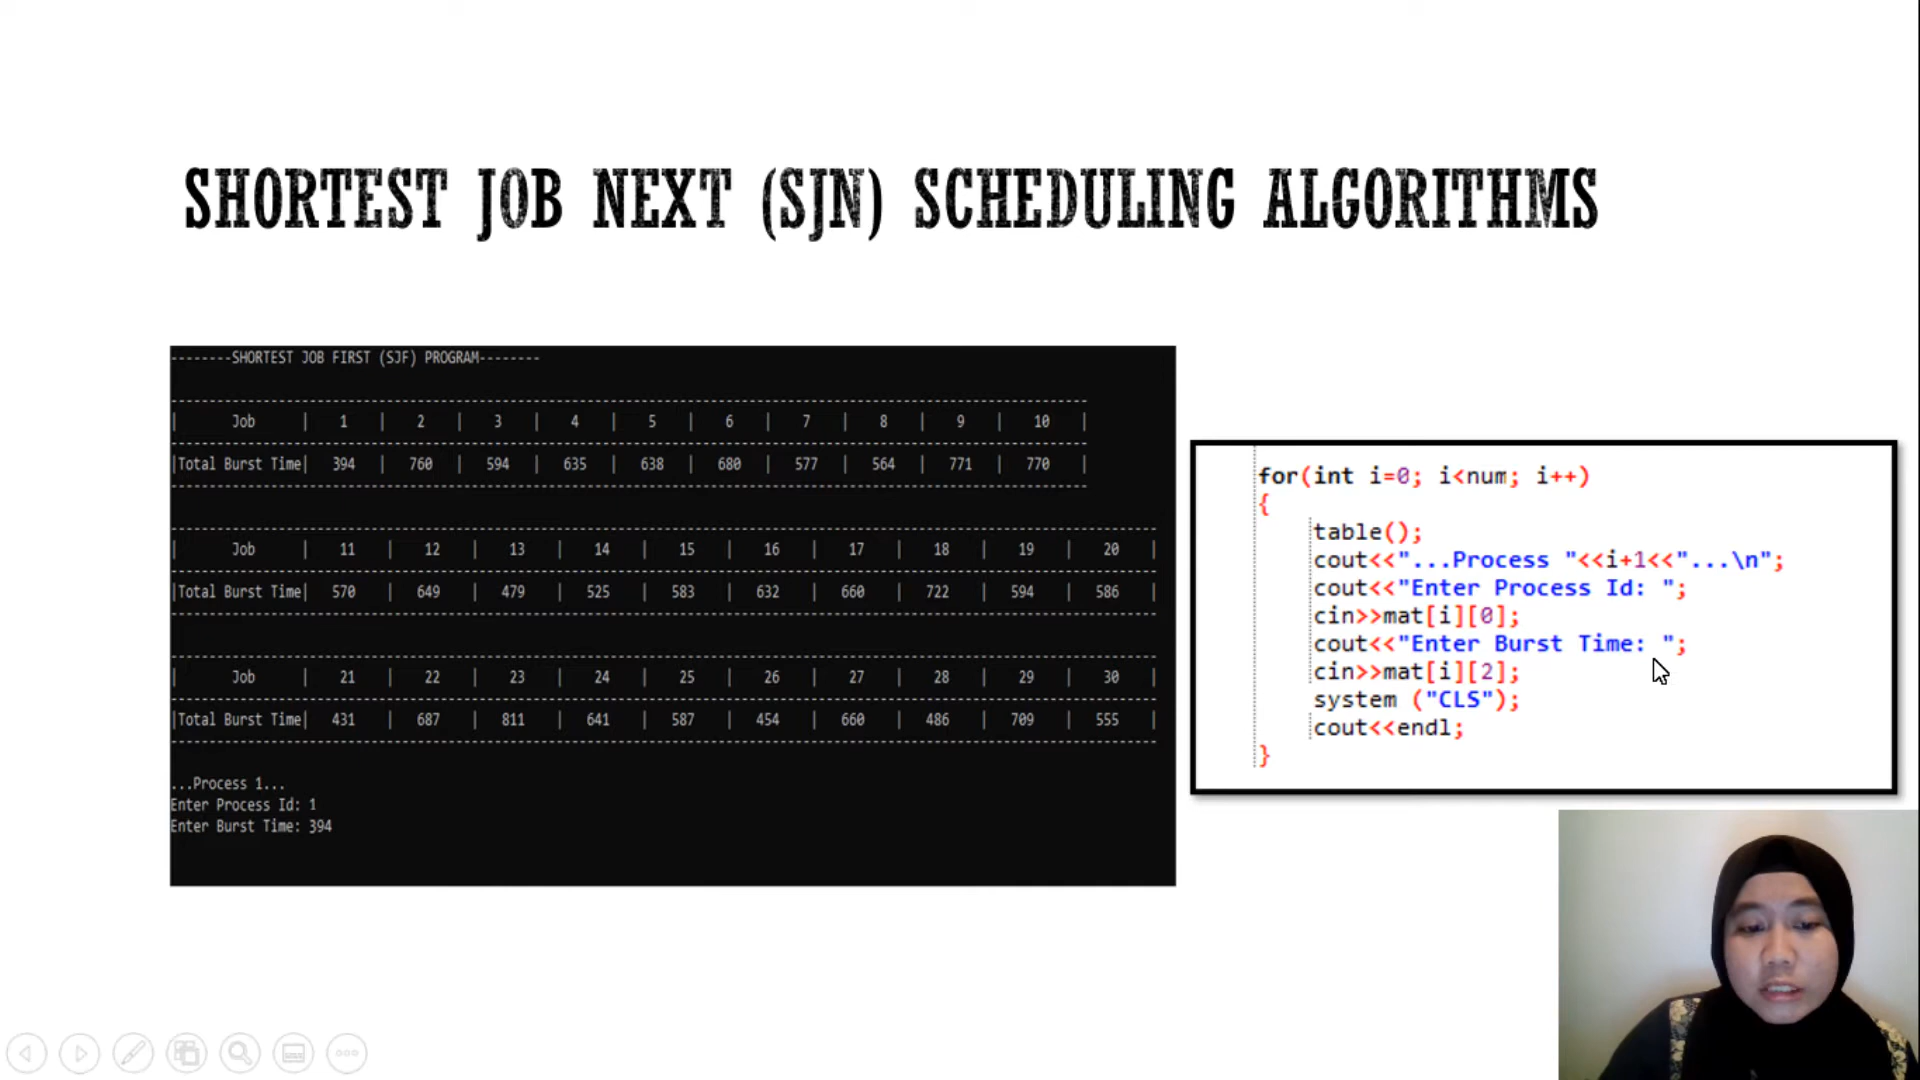 SHORTEST JOB NEXT (SJN) SCHEDULING ALGORITHMS
--------SHORTEST JOB FIRST (SJF) PROGRAM--------
| Job | 1 | 2 | 3 | 4 | 5 | 6 | 7 | 8 | 9 | 10 |
|Total Burst Time| 394 | 760 | 594 | 635 | 638 | 680 | 577 | 564 | 771 | 770 |
| Job | 11 | 12 | 13 | 14 | 15 | 16 | 17 | 18 | 19 | 20 |
|Total Burst Time| 570 | 649 | 479 | 525 | 583 | 632 | 660 | 722 | 594 | 586 |
| Job | 21 | 22 | 23 | 24 | 25 | 26 | 27 | 28 | 29 | 30 |
|Total Burst Time| 431 | 687 | 811 | 641 | 587 | 454 | 660 | 486 | 709 | 555 |
...Process 1...
Enter Process Id: 1
Enter Burst Time: 394
for(int i=0; i<num; i++)
{
table();
cout<<"...Process "<<i+1<<"...\n";
cout<<"Enter Process Id: ";
cin>>mat[i][0];
cout<<"Enter Burst Time: ";
cin>>mat[i][2];
system ("CLS");
cout<<endl;
}